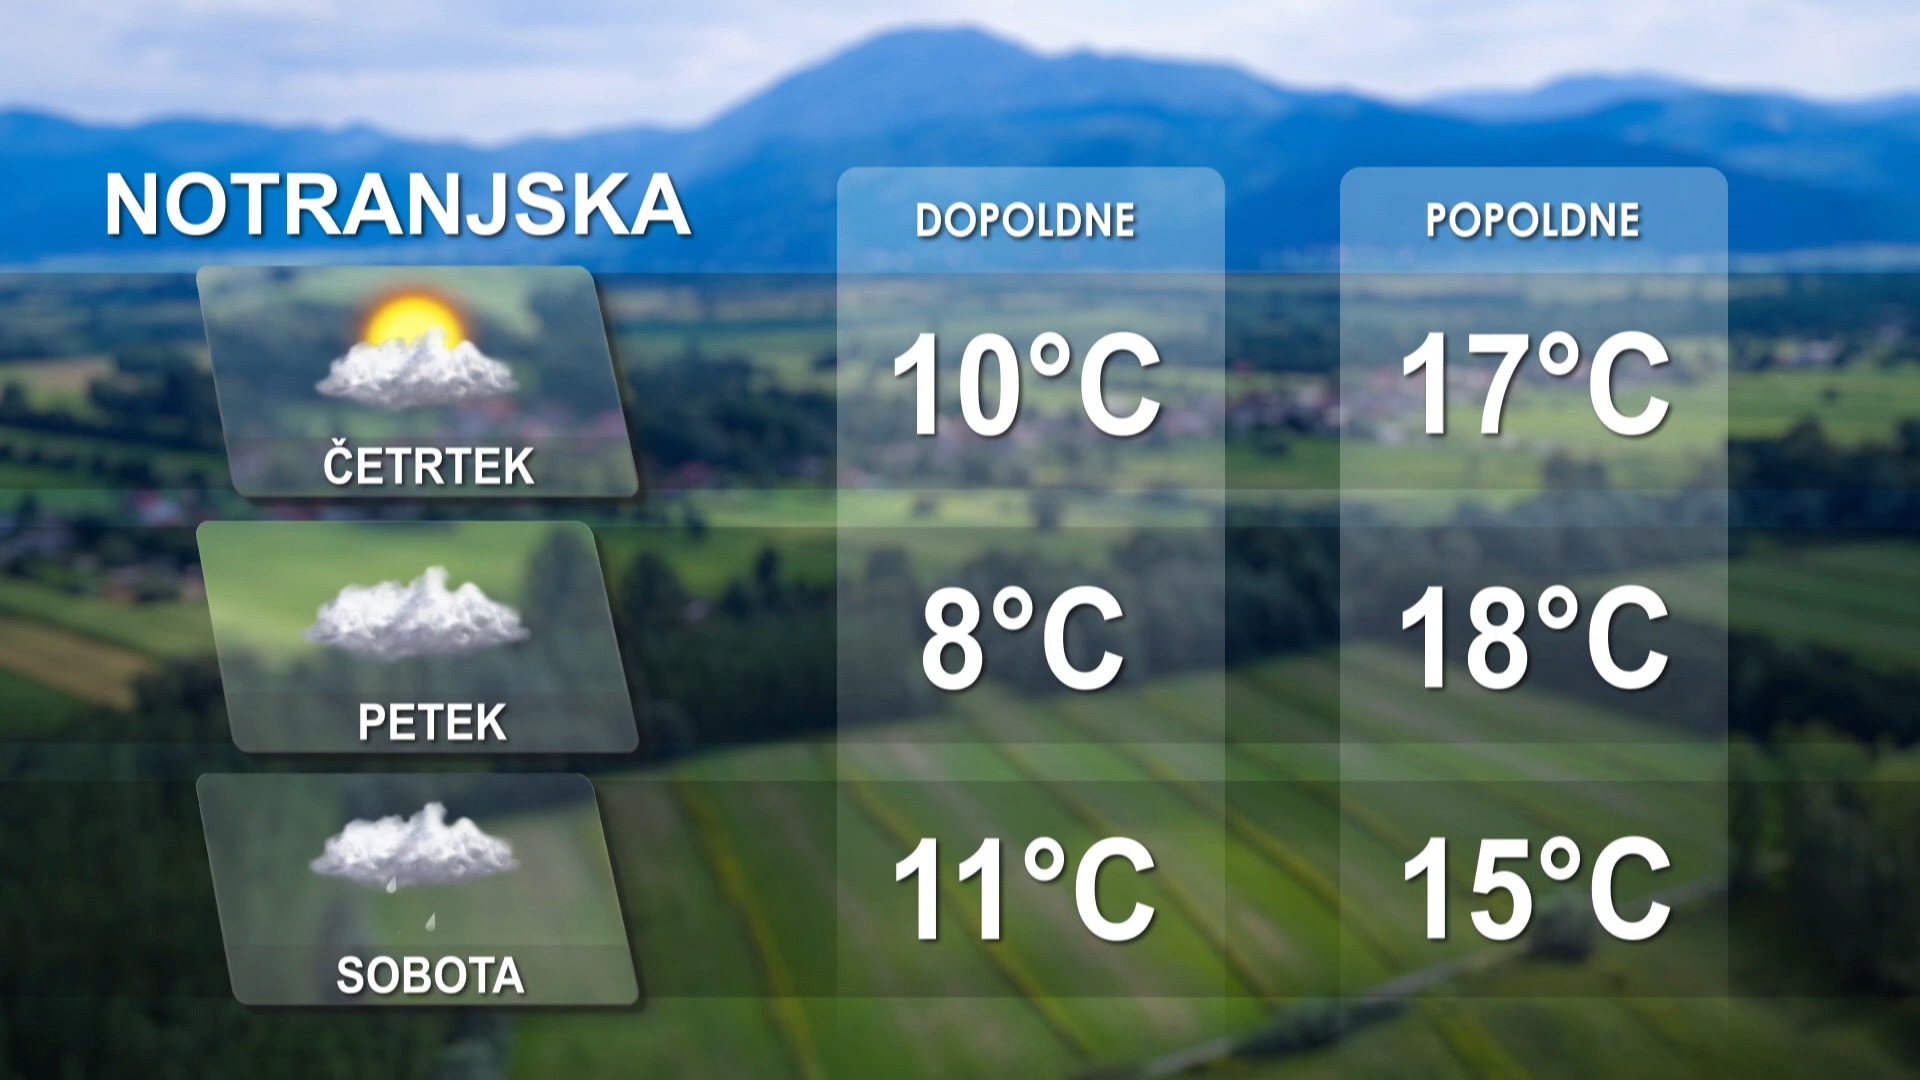 NOTRANJSKA
DOPOLDNE POPOLDNE
ČETRTEK 10°C 17°C
PETEK 8°C 18°C
SOBOTA 11°C 15°C